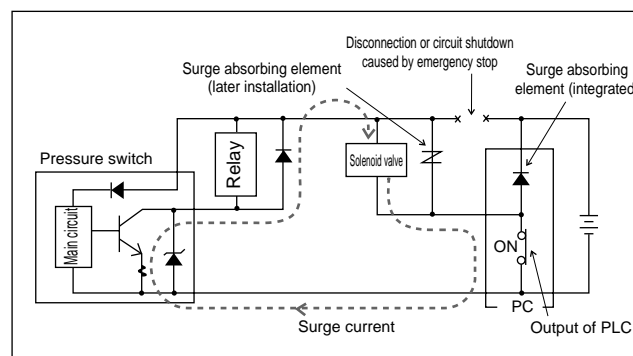 Disconnection or circuit shutdown
caused by emergency stop
Surge absorbing element
(later installation)
Surge absorbing
element (integrated)
Pressure switch
Relay
Solenoid valve
Main circuit
ON
PC
Surge current
Output of PLC